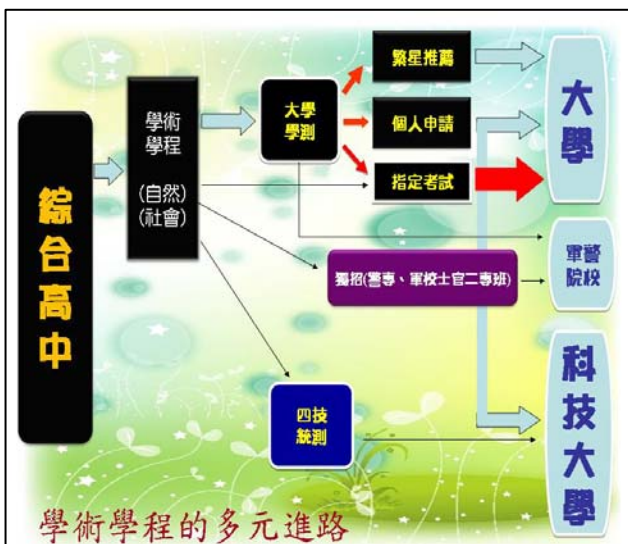 綜合高中
學術
學程
(自然)
(社會)
大學
學測
繁星推薦
個人申請
指定考試
大學
軍警
院校
獨招(警專、軍校士官二專班)
四技
統測
科技大學
學術學程的多元進路